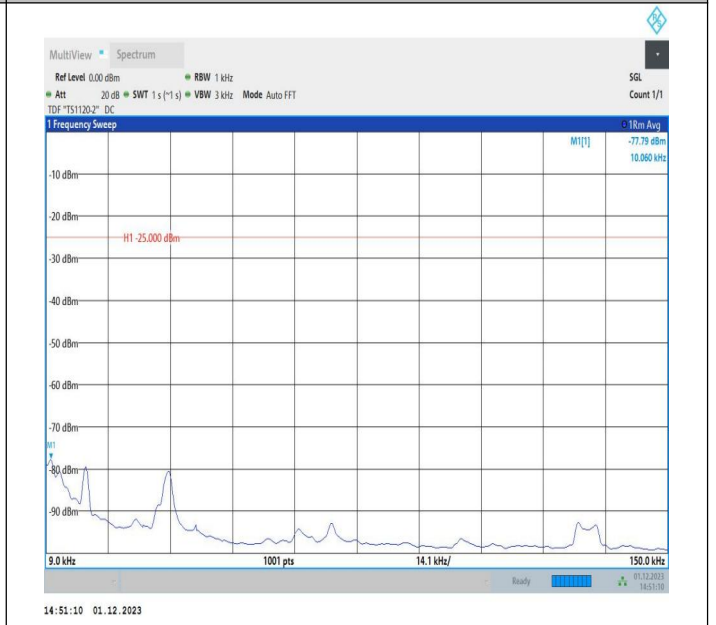 MultiView Spectrum
Ref Level 0.00 dBm RBW 1 kHz SGL
Att 20 dB SWT 1 s (~1 s) VBW 3 kHz Mode Auto FFT Count 1/1
TDF "TS1120-2" DC
1 Frequency Sweep 1Rm Avg
M1[1] -77.79 dBm
10.060 kHz
-10 dBm
-20 dBm
H1 -25.000 dBm
-30 dBm
-40 dBm
-50 dBm
-60 dBm
-70 dBm
M1
-80 dBm
-90 dBm
9.0 kHz 1001 pts 14.1 kHz/ 150.0 kHz
Ready 01.12.2023
14:51:10
14:51:10 01.12.2023